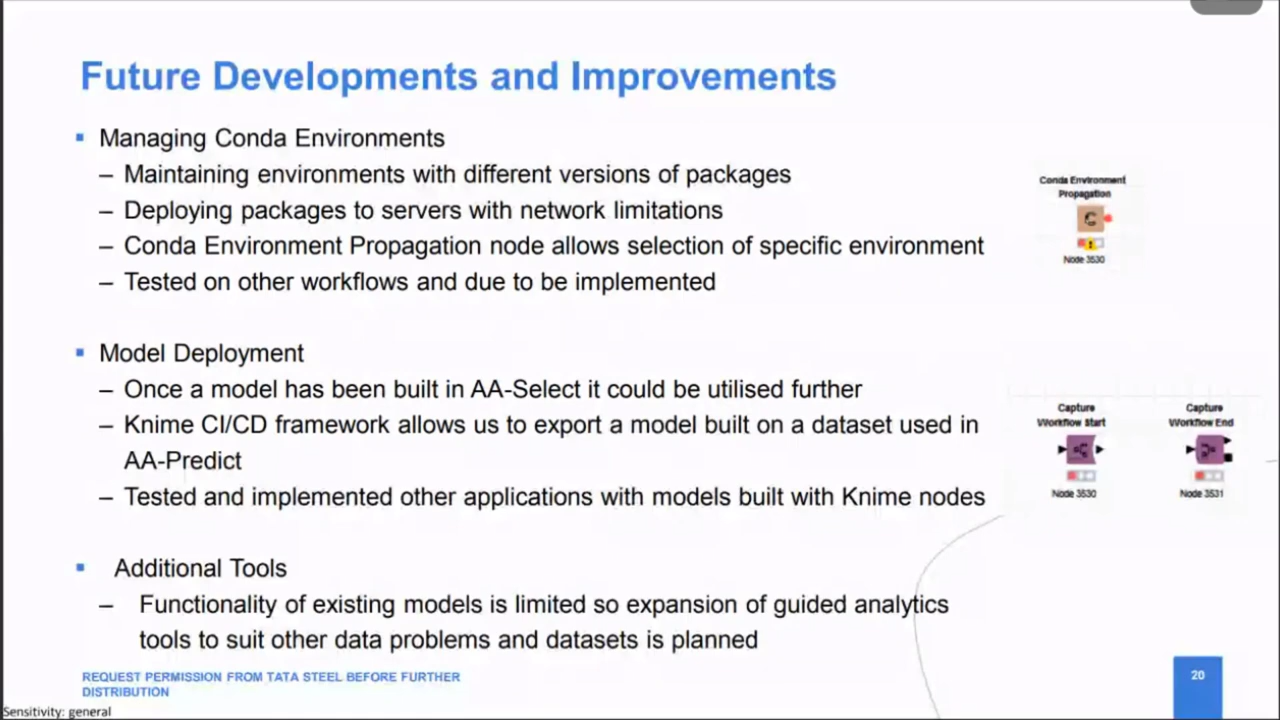 Future Developments and Improvements
▪ Managing Conda Environments
– Maintaining environments with different versions of packages
– Deploying packages to servers with network limitations
– Conda Environment Propagation node allows selection of specific environment
– Tested on other workflows and due to be implemented
Conda Environment
Propagation
Node 3530
▪ Model Deployment
– Once a model has been built in AA-Select it could be utilised further
– Knime CI/CD framework allows us to export a model built on a dataset used in
AA-Predict
– Tested and implemented other applications with models built with Knime nodes
Capture
Workflow Start
Node 3530
Capture
Workflow End
Node 3531
▪ Additional Tools
– Functionality of existing models is limited so expansion of guided analytics
tools to suit other data problems and datasets is planned
REQUEST PERMISSION FROM TATA STEEL BEFORE FURTHER
DISTRIBUTION
20
Sensitivity: general